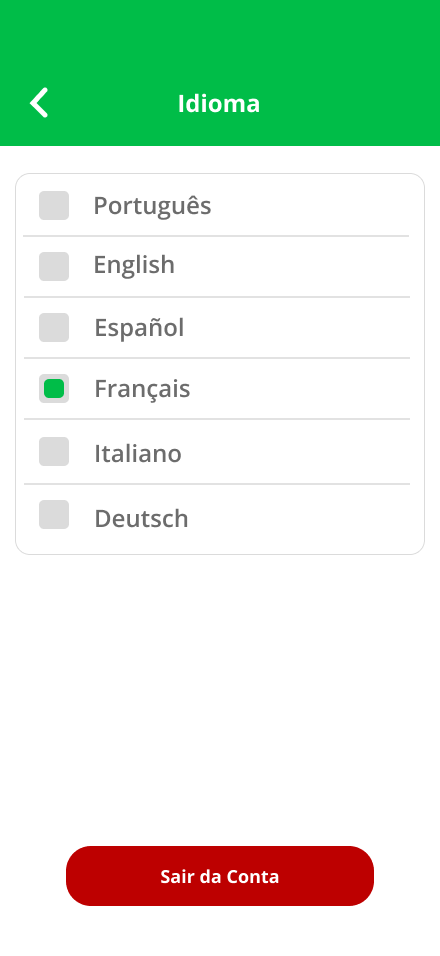 Idioma
Português
English
Español
Français
Italiano
Deutsch
Sair da Conta